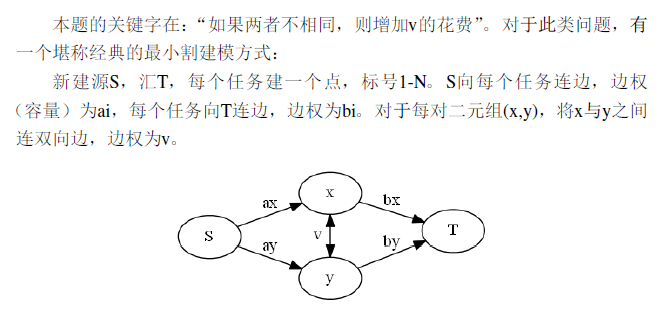 本题的关键字在：“如果两者不相同，则增加v的花费”。对于此类问题，有
一个堪称经典的最小割建模方式：
新建源S，汇T，每个任务建一个点，标号1-N。S向每个任务连边，边权
（容量）为ai，每个任务向T连边，边权为bi。对于每对二元组(x,y)，将x与y之间
连双向边，边权为v。
x
ax
bx
S
v
T
ay
by
y